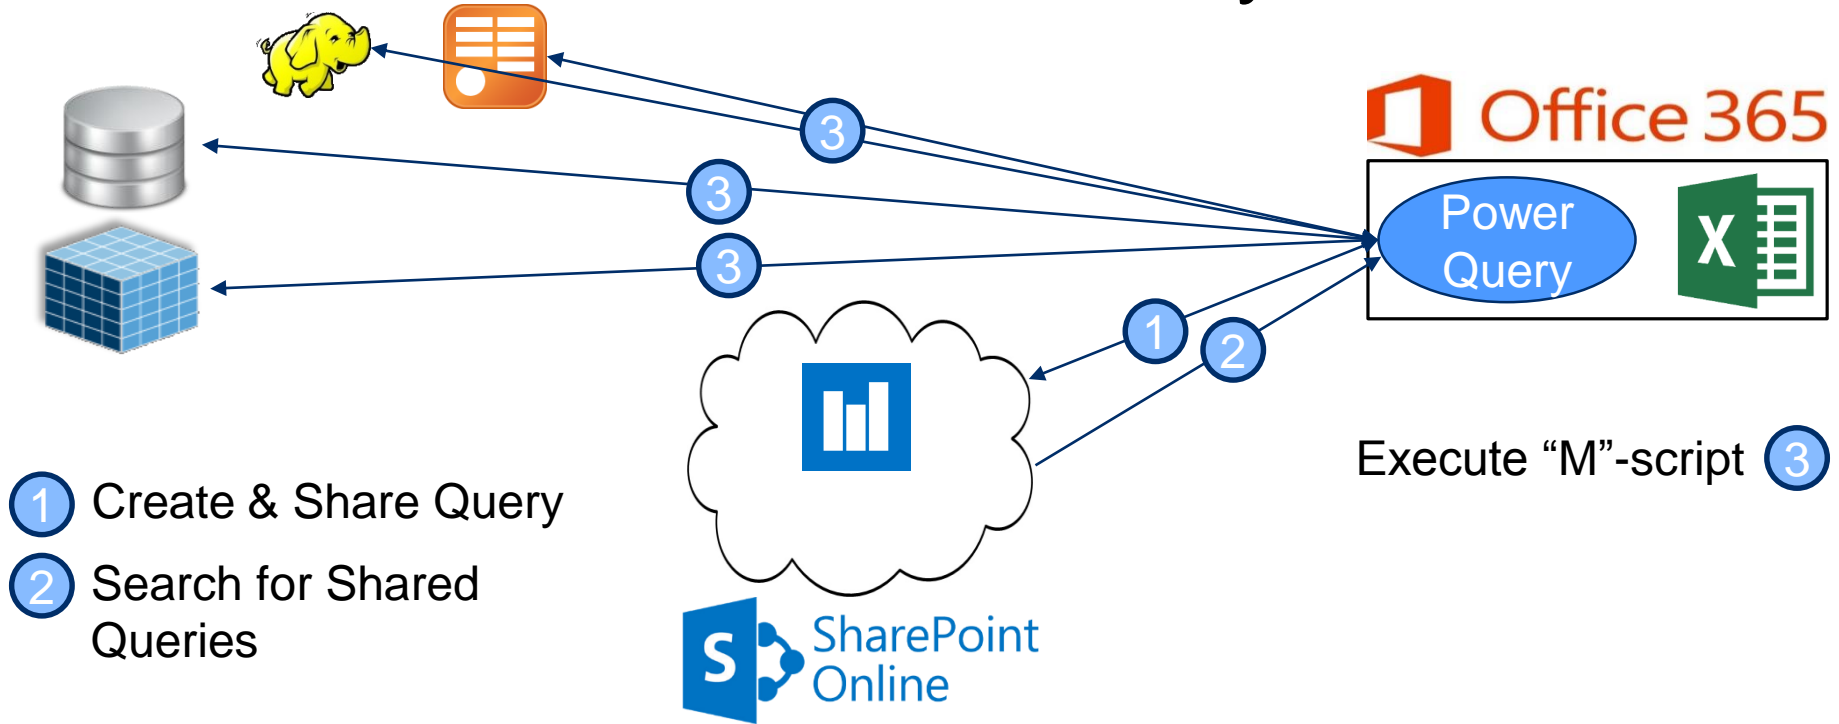 3
Office 365
3
Power
Query
X
3
1
2
Execute “M”-script 3
1 Create & Share Query
2 Search for Shared
Queries
S
SharePoint
Online